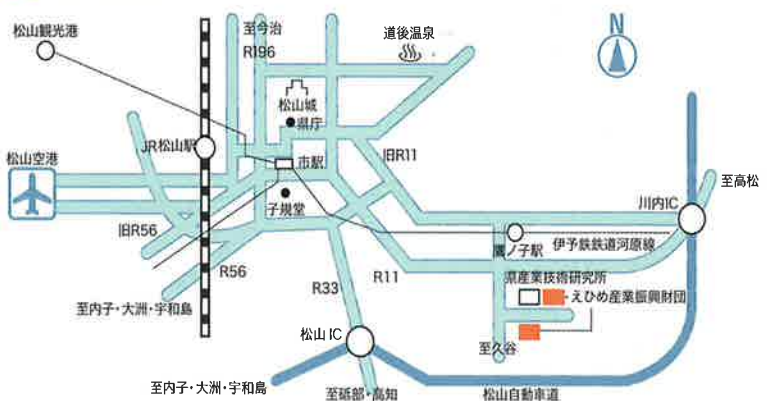 松山観光港
至今治
R196
道後温泉
N
松山城
県庁
JR松山駅
市駅
旧R11
松山空港
至高松
川内IC
子規堂
旧R56
鷹ノ子駅
伊予鉄鉄道河原線
R56
R33
R11
県産業技術研究所
えひめ産業振興財団
至内子・大洲・宇和島
松山IC
至久谷
至内子・大洲・宇和島
至砥部・高知
松山自動車道